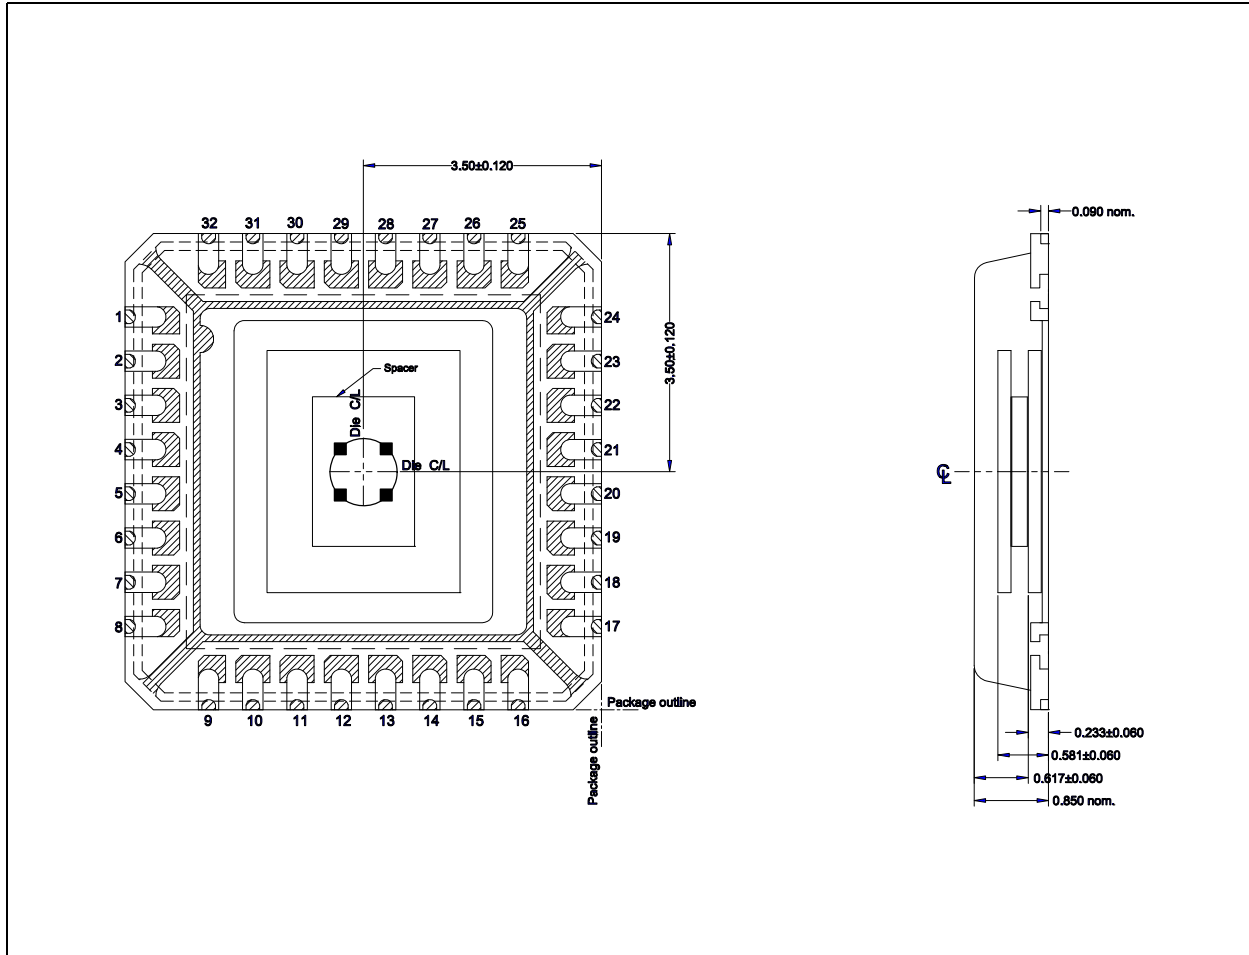 3.50±0.120
0.090 nom.
32 31 30 29 28 27 26 25
1 24
2 23
3.50±0.120
Spacer
3 22
Die C/L
4 21
Die C/L
CL
5 20
6 19
7 18
8 17
Package outline
9 10 11 12 13 14 15 16
Package outline
0.233±0.060
0.581±0.060
0.617±0.060
0.850 nom.